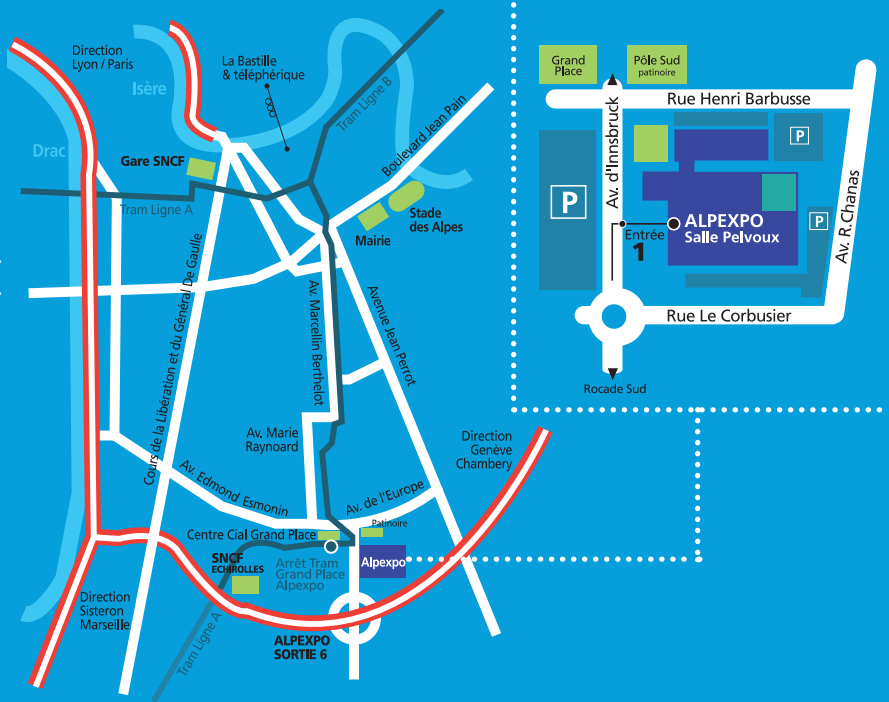 Direction
Lyon / Paris
La Bastille
& téléphérique
Isère
Tram Ligne B
Boulevard Jean Pain
Drac
Gare SNCF
Tram Ligne A
Stade
des Alpes
Mairie
Cours de la Libération et du Général De Gaulle
Av. Marcellin Berthelot
Avenue Jean Perrot
Av. Marie
Raynoard
Direction
Genève
Chambery
Av. Edmond Esmonin
Av. de l'Europe
Patinoire
Centre Cial Grand Place
SNCF
ECHIROLLES
Arrêt Tram
Grand Place
Alpexpo
Alpexpo
Direction
Sisteron
Marseille
Tram Ligne A
ALPEXPO
SORTIE 6
Grand
Place
Pôle Sud
patinoire
Rue Henri Barbusse
Av. d'Innsbruck
P
P
P
ALPEXPO
Salle Pelvoux
Entrée
1
Av. R.Chanas
Rue Le Corbusier
Rocade Sud